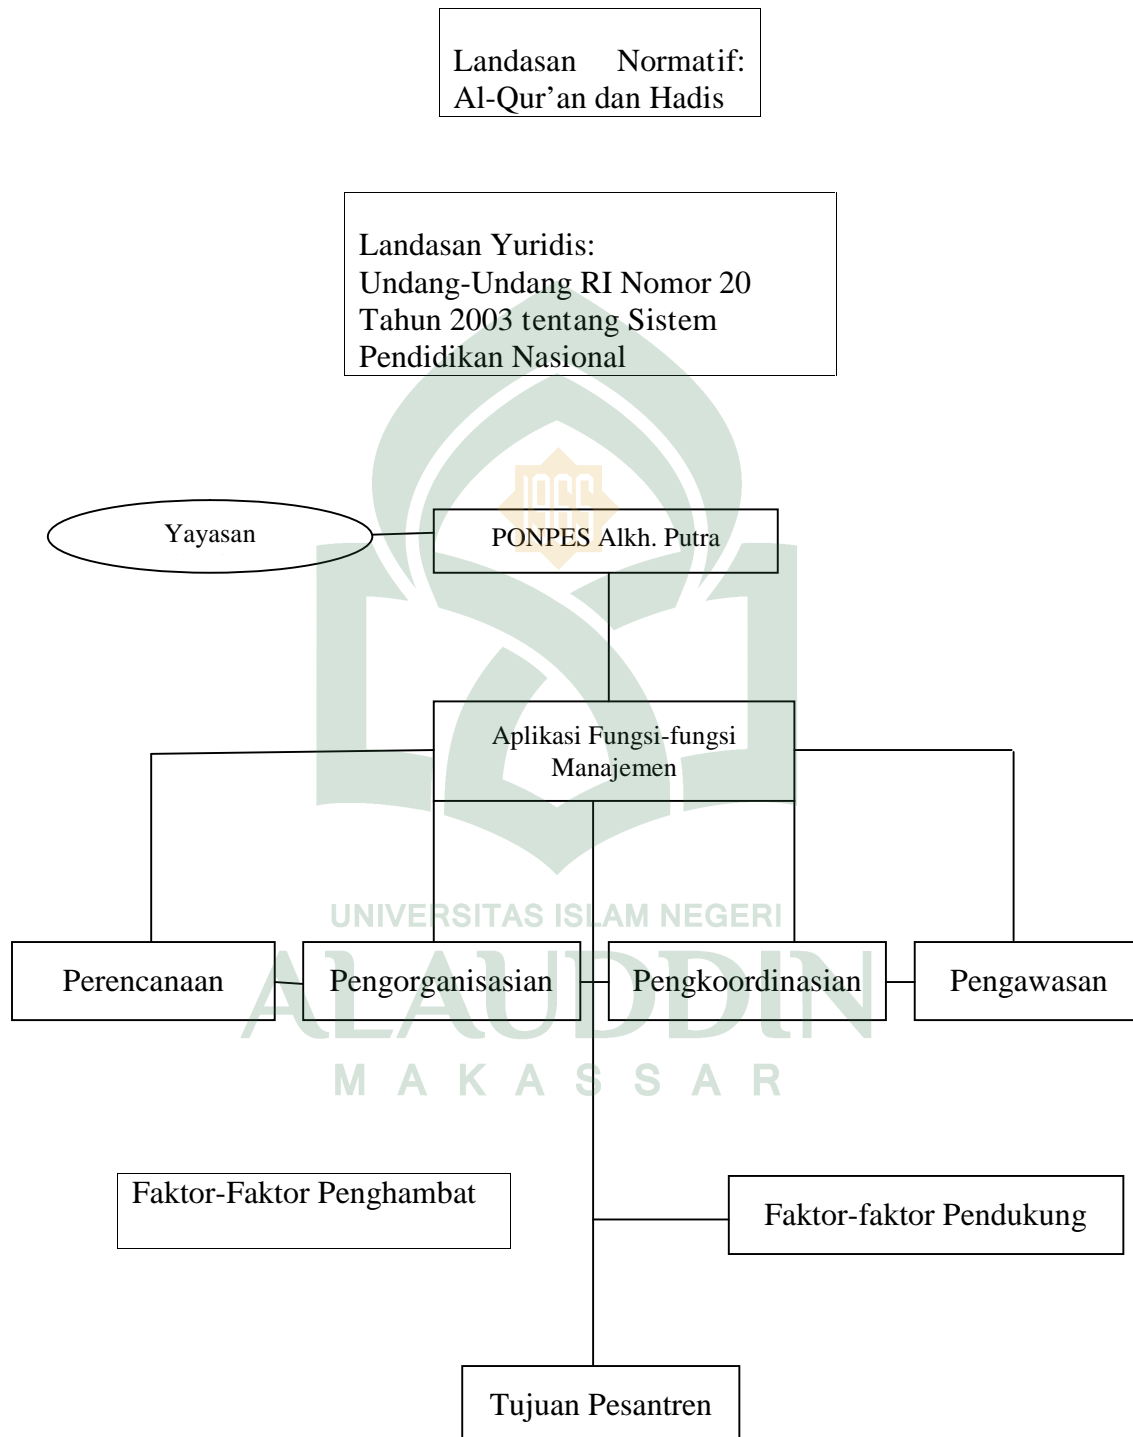 Landasan Normatif:
Al-Qur’an dan Hadis
Landasan Yuridis:
Undang-Undang RI Nomor 20
Tahun 2003 tentang Sistem
Pendidikan Nasional
1965
Yayasan
PONPES Alkh. Putra
Aplikasi Fungsi-fungsi
Manajemen
UNIVERSITAS ISLAM NEGERI
Perencanaan
Pengorganisasian
Pengkoordinasian
Pengawasan
ALAUDDIN
MAKASSAR
Faktor-Faktor Penghambat
Faktor-faktor Pendukung
Tujuan Pesantren